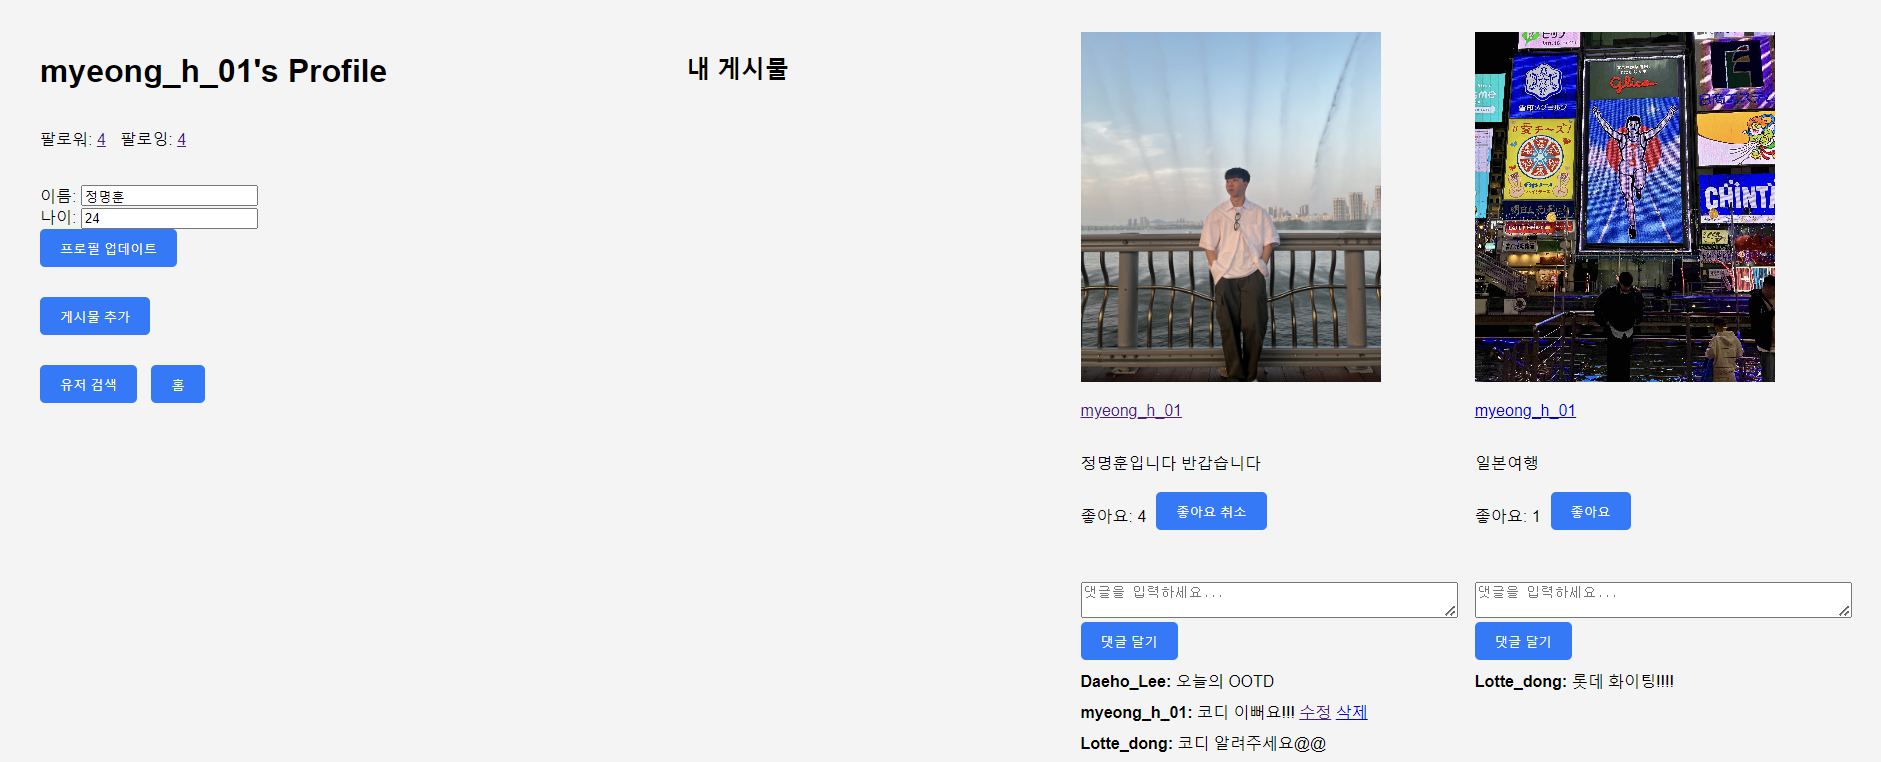 myeong_h_01's Profile
팔로워: 4 팔로잉: 4
이름: 정명훈
나이: 24
프로필 업데이트
게시물 추가
유저 검색 홈
내 게시물
myeong_h_01
정명훈입니다 반갑습니다
좋아요: 4 좋아요 취소
댓글을 입력하세요...
댓글 달기
Daeho_Lee: 오늘의 OOTD
myeong_h_01: 코디 이뻐요!!! 수정 삭제
Lotte_dong: 코디 알려주세요@@
Glico
CHINT
myeong_h_01
일본여행
좋아요: 1 좋아요
댓글을 입력하세요...
댓글 달기
Lotte_dong: 롯데 화이팅!!!!